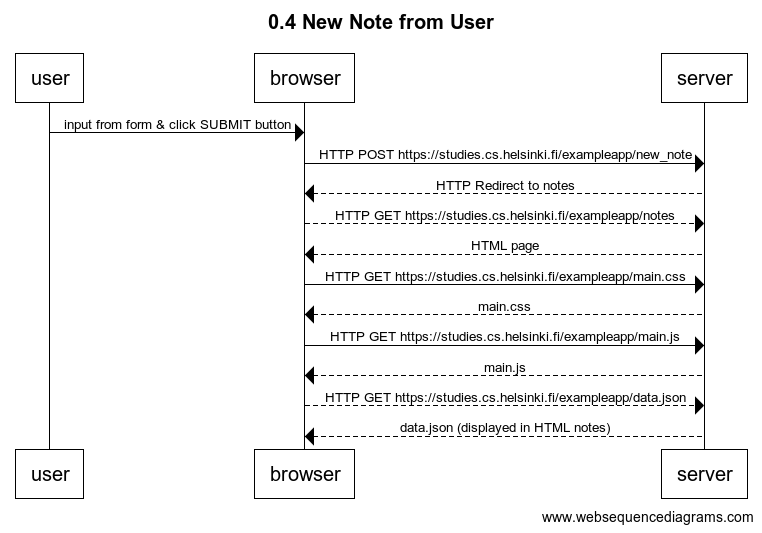 0.4 New Note from User
user
browser
server
input from form & click SUBMIT button
HTTP POST https://studies.cs.helsinki.fi/exampleapp/new_note
HTTP Redirect to notes
HTTP GET https://studies.cs.helsinki.fi/exampleapp/notes
HTML page
HTTP GET https://studies.cs.helsinki.fi/exampleapp/main.css
main.css
HTTP GET https://studies.cs.helsinki.fi/exampleapp/main.js
main.js
HTTP GET https://studies.cs.helsinki.fi/exampleapp/data.json
data.json (displayed in HTML notes)
user
browser
server
www.websequencediagrams.com